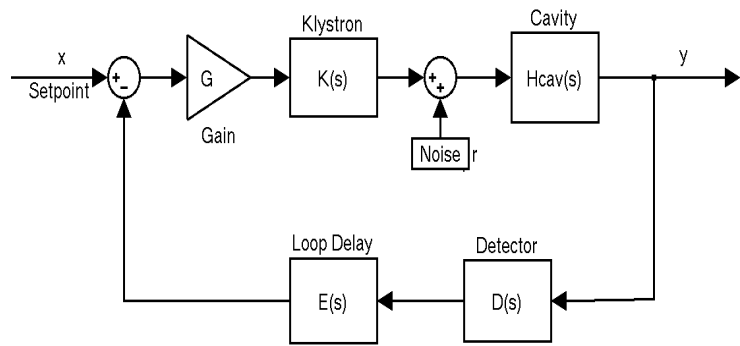 Klystron
Cavity
x
Setpoint
+
−
G
Gain
K(s)
+
+
Hcav(s)
y
Noise r
Loop Delay
Detector
E(s)
D(s)